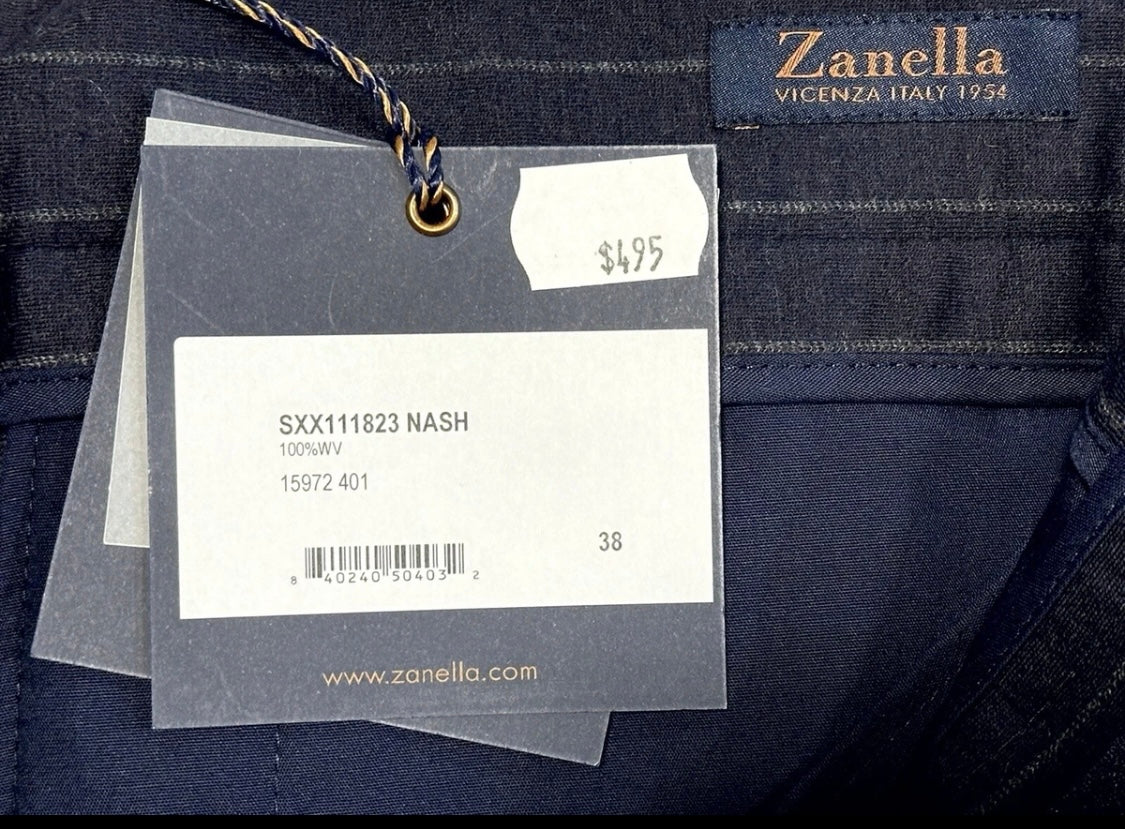 Zanella
VICENZA ITALY 1954
$495
SXX111823 NASH
100%WV
15972 401
38
8 40240 50403 2
www.zanella.com